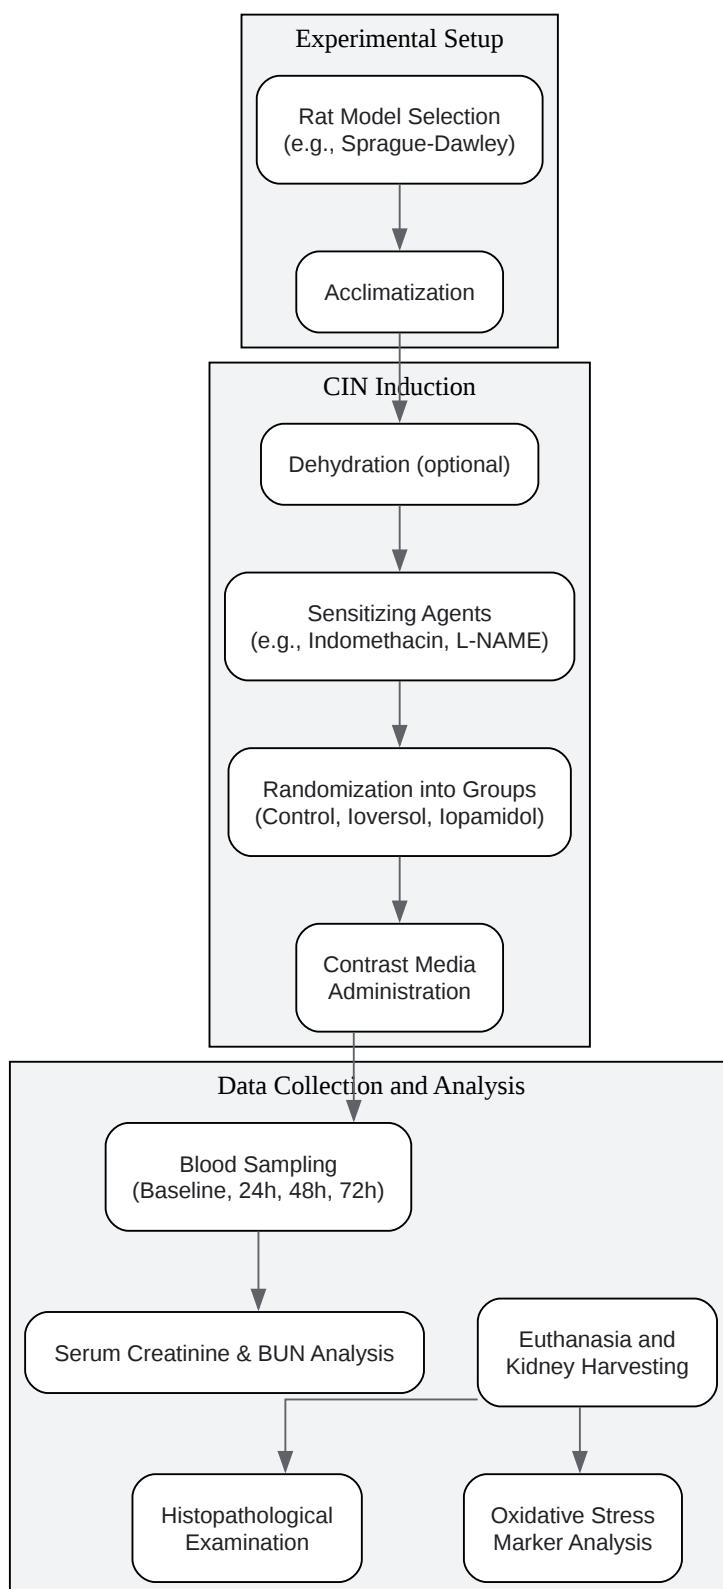 Experimental Setup
Rat Model Selection
(e.g., Sprague-Dawley)
Acclimatization
CIN Induction
Dehydration (optional)
Sensitizing Agents
(e.g., Indomethacin, L-NAME)
Randomization into Groups
(Control, Ioversol, Iopamidol)
Contrast Media
Administration
Data Collection and Analysis
Blood Sampling
(Baseline, 24h, 48h, 72h)
Serum Creatinine & BUN Analysis
Euthanasia and
Kidney Harvesting
Histopathological
Examination
Oxidative Stress
Marker Analysis